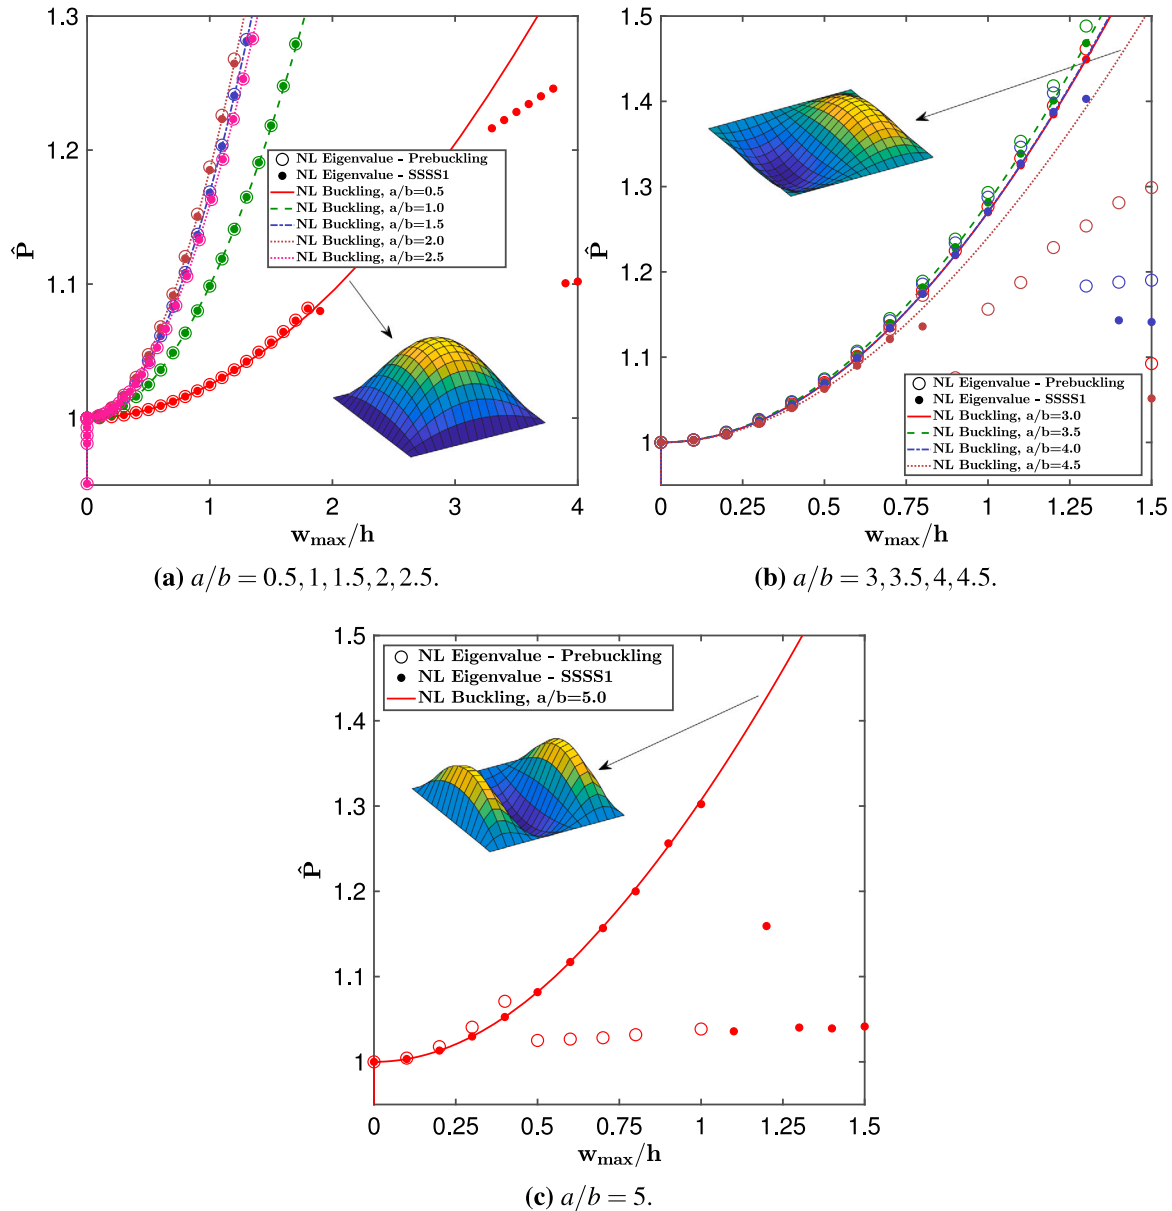 1.3
1.2
1.1
1
P̂
0
1
2
3
4
w_max/h
NL Eigenvalue - Prebuckling
NL Eigenvalue - SSSS1
NL Buckling, a/b=0.5
NL Buckling, a/b=1.0
NL Buckling, a/b=1.5
NL Buckling, a/b=2.0
NL Buckling, a/b=2.5
(a) a/b = 0.5, 1, 1.5, 2, 2.5.
1.5
1.4
1.3
1.2
1.1
1
P̂
0
0.25
0.5
0.75
1
1.25
1.5
w_max/h
NL Eigenvalue - Prebuckling
NL Eigenvalue - SSSS1
NL Buckling, a/b=3.0
NL Buckling, a/b=3.5
NL Buckling, a/b=4.0
NL Buckling, a/b=4.5
(b) a/b = 3, 3.5, 4, 4.5.
1.5
1.4
1.3
1.2
1.1
1
P̂
0
0.25
0.5
0.75
1
1.25
1.5
w_max/h
NL Eigenvalue - Prebuckling
NL Eigenvalue - SSSS1
NL Buckling, a/b=5.0
(c) a/b = 5.